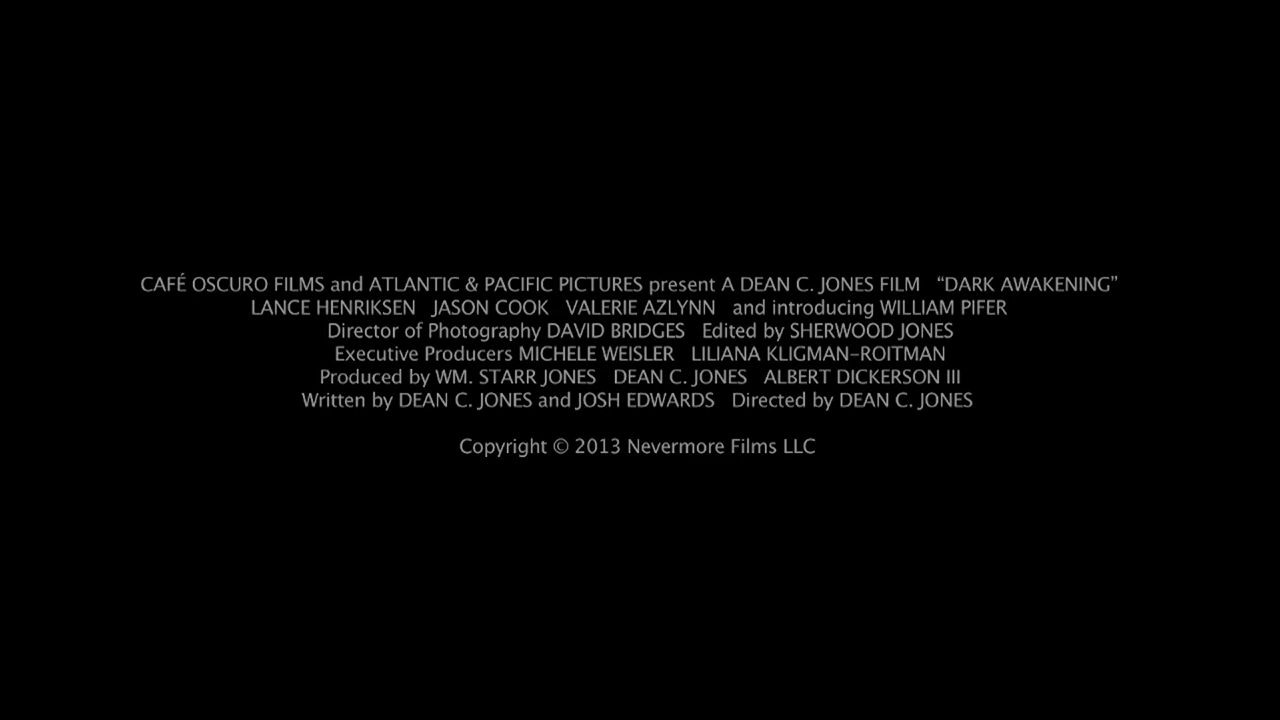 CAFÉ OSCURO FILMS and ATLANTIC & PACIFIC PICTURES present A DEAN C. JONES FILM “DARK AWAKENING”
LANCE HENRIKSEN JASON COOK VALERIE AZLYNN and introducing WILLIAM PIFER
Director of Photography DAVID BRIDGES Edited by SHERWOOD JONES
Executive Producers MICHELE WEISLER LILIANA KLIGMAN-ROITMAN
Produced by WM. STARR JONES DEAN C. JONES ALBERT DICKERSON III
Written by DEAN C. JONES and JOSH EDWARDS Directed by DEAN C. JONES
Copyright © 2013 Nevermore Films LLC